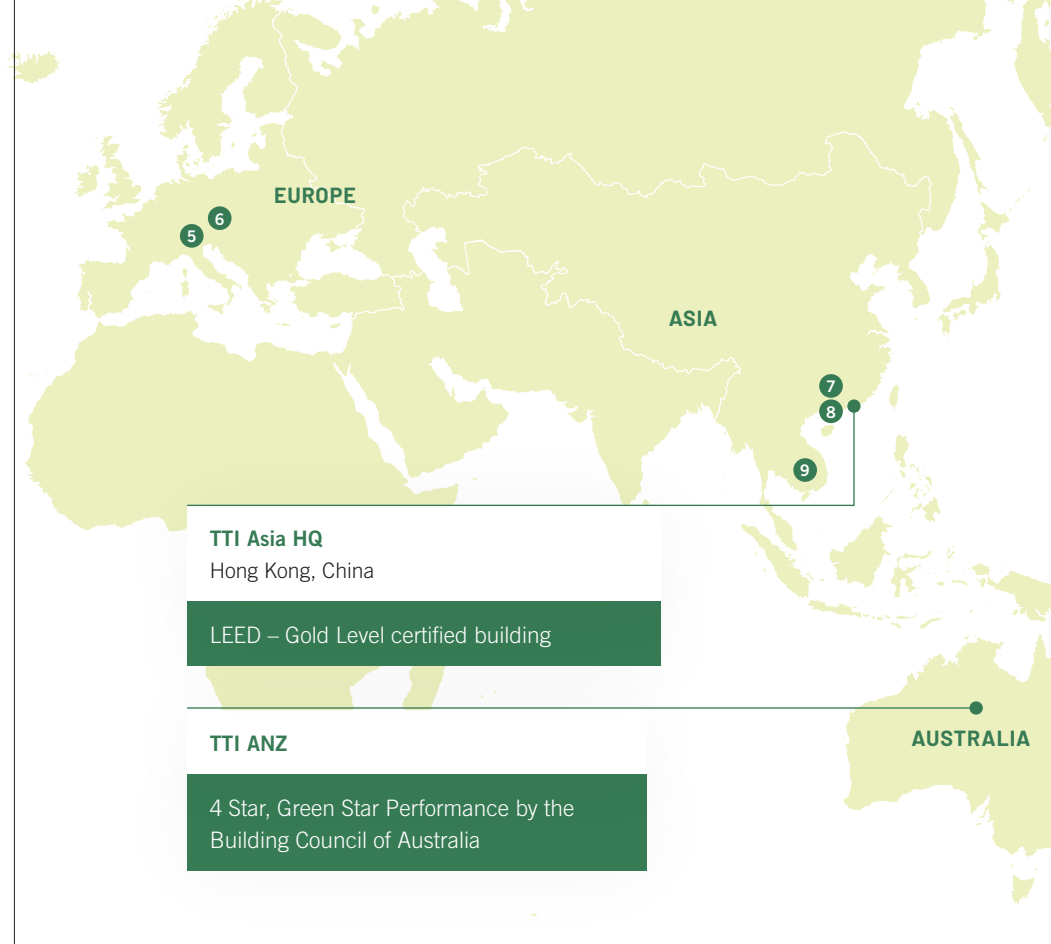 EUROPE
6
5
ASIA
7
8
9
TTI Asia HQ
Hong Kong, China
LEED – Gold Level certified building
TTI ANZ
AUSTRALIA
4 Star, Green Star Performance by the
Building Council of Australia